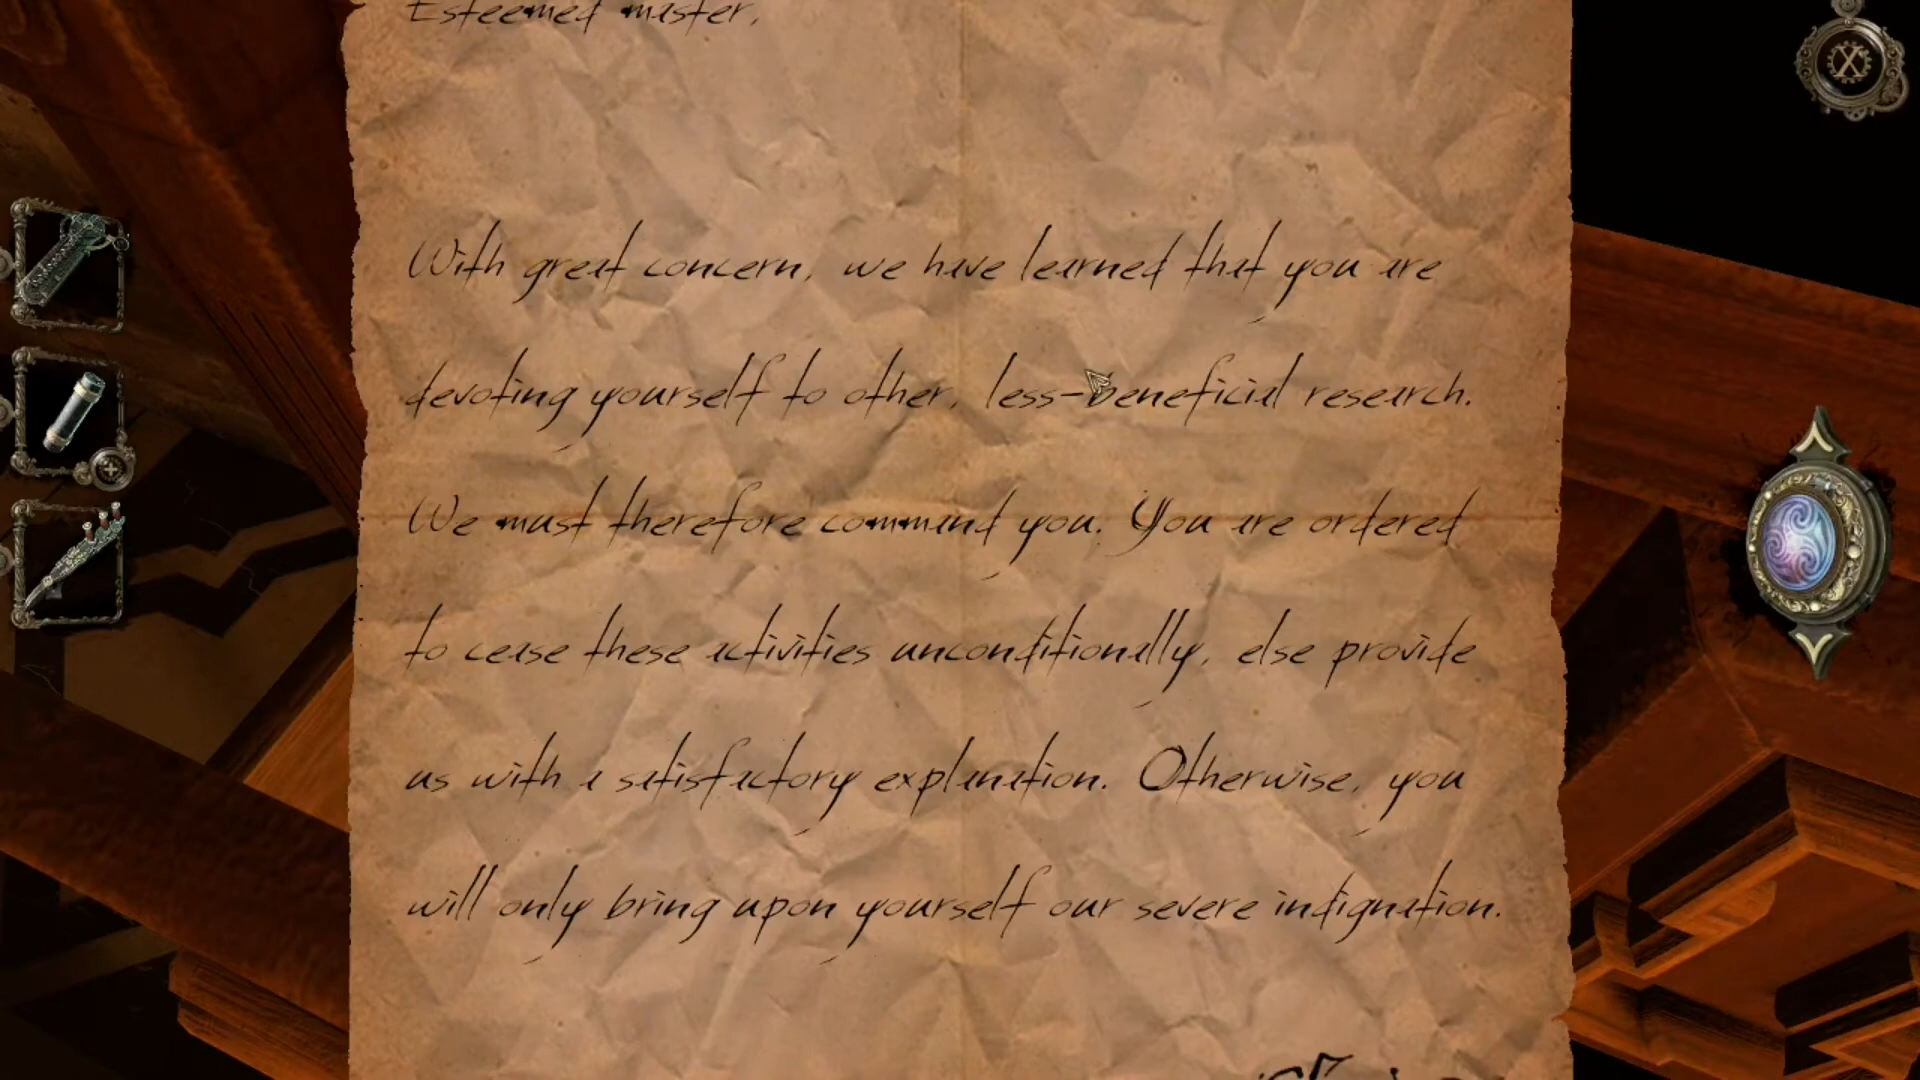 Esteemed master,
With great concern, we have learned that you are
devoting yourself to other, less-beneficial research.
We must therefore command you. You are ordered
to cease these activities unconditionally, else provide
us with a satisfactory explanation. Otherwise, you
will only bring upon yourself our severe indignation.